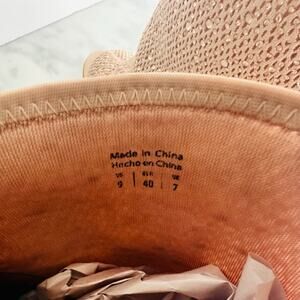 Made in China
Hecho en China
US | EUR | UK
9 | 40 | 7